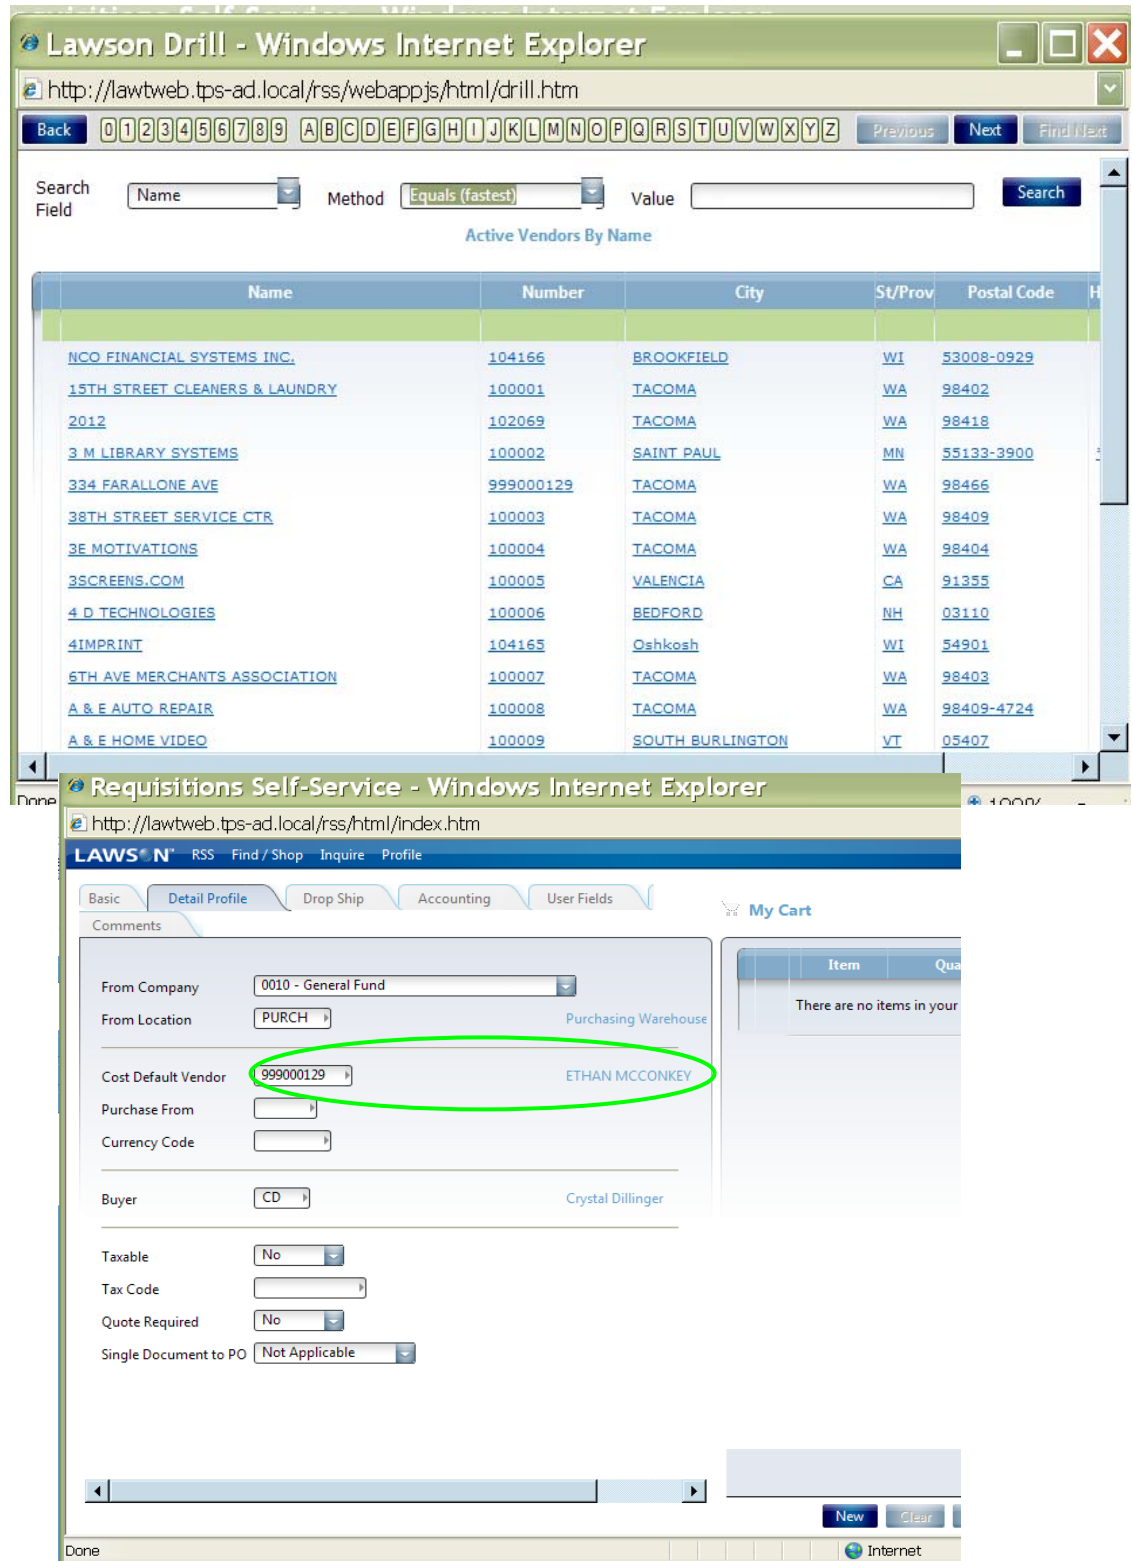 Lawson Drill - Windows Internet Explorer
http://lawtweb.tps-ad.local/rss/webappjs/html/drill.htm
Back 0 1 2 3 4 5 6 7 8 9 A B C D E F G H I J K L M N O P Q R S T U V W X Y Z Previous Next Find Next
Search Field Name Method Equals (fastest) Value Search
Active Vendors By Name
Name Number City St/Prov Postal Code H
NCO FINANCIAL SYSTEMS INC. 104166 BROOKFIELD WI 53008-0929
15TH STREET CLEANERS & LAUNDRY 100001 TACOMA WA 98402
2012 102069 TACOMA WA 98418
3 M LIBRARY SYSTEMS 100002 SAINT PAUL MN 55133-3900
334 FARALLONE AVE 999000129 TACOMA WA 98466
38TH STREET SERVICE CTR 100003 TACOMA WA 98409
3E MOTIVATIONS 100004 TACOMA WA 98404
3SCREENS.COM 100005 VALENCIA CA 91355
4 D TECHNOLOGIES 100006 BEDFORD NH 03110
4IMPRINT 104165 Oshkosh WI 54901
6TH AVE MERCHANTS ASSOCIATION 100007 TACOMA WA 98403
A & E AUTO REPAIR 100008 TACOMA WA 98409-4724
A & E HOME VIDEO 100009 SOUTH BURLINGTON VT 05407
Done 100%
Requisitions Self-Service - Windows Internet Explorer
http://lawtweb.tps-ad.local/rss/html/index.htm
LAWSON RSS Find / Shop Inquire Profile
Basic Detail Profile Drop Ship Accounting User Fields
Comments
My Cart
Item Qua
There are no items in your
From Company 0010 - General Fund
From Location PURCH Purchasing Warehouse
Cost Default Vendor 999000129 ETHAN MCCONKEY
Purchase From
Currency Code
Buyer CD Crystal Dillinger
Taxable No
Tax Code
Quote Required No
Single Document to PO Not Applicable
New Clear
Done Internet